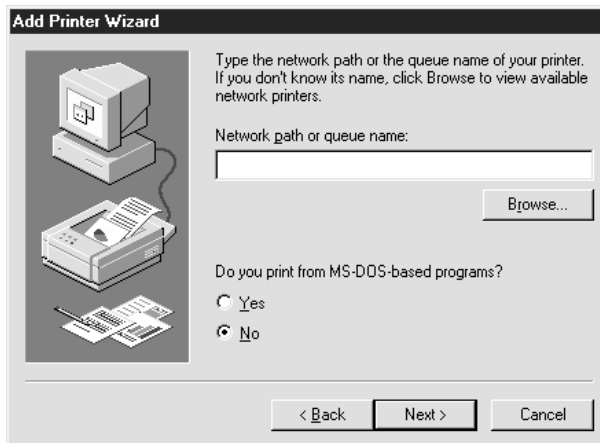 Add Printer Wizard
Type the network path or the queue name of your printer.
If you don't know its name, click Browse to view available
network printers.
Network path or queue name:
Browse...
Do you print from MS-DOS-based programs?
Yes
No
< Back
Next >
Cancel